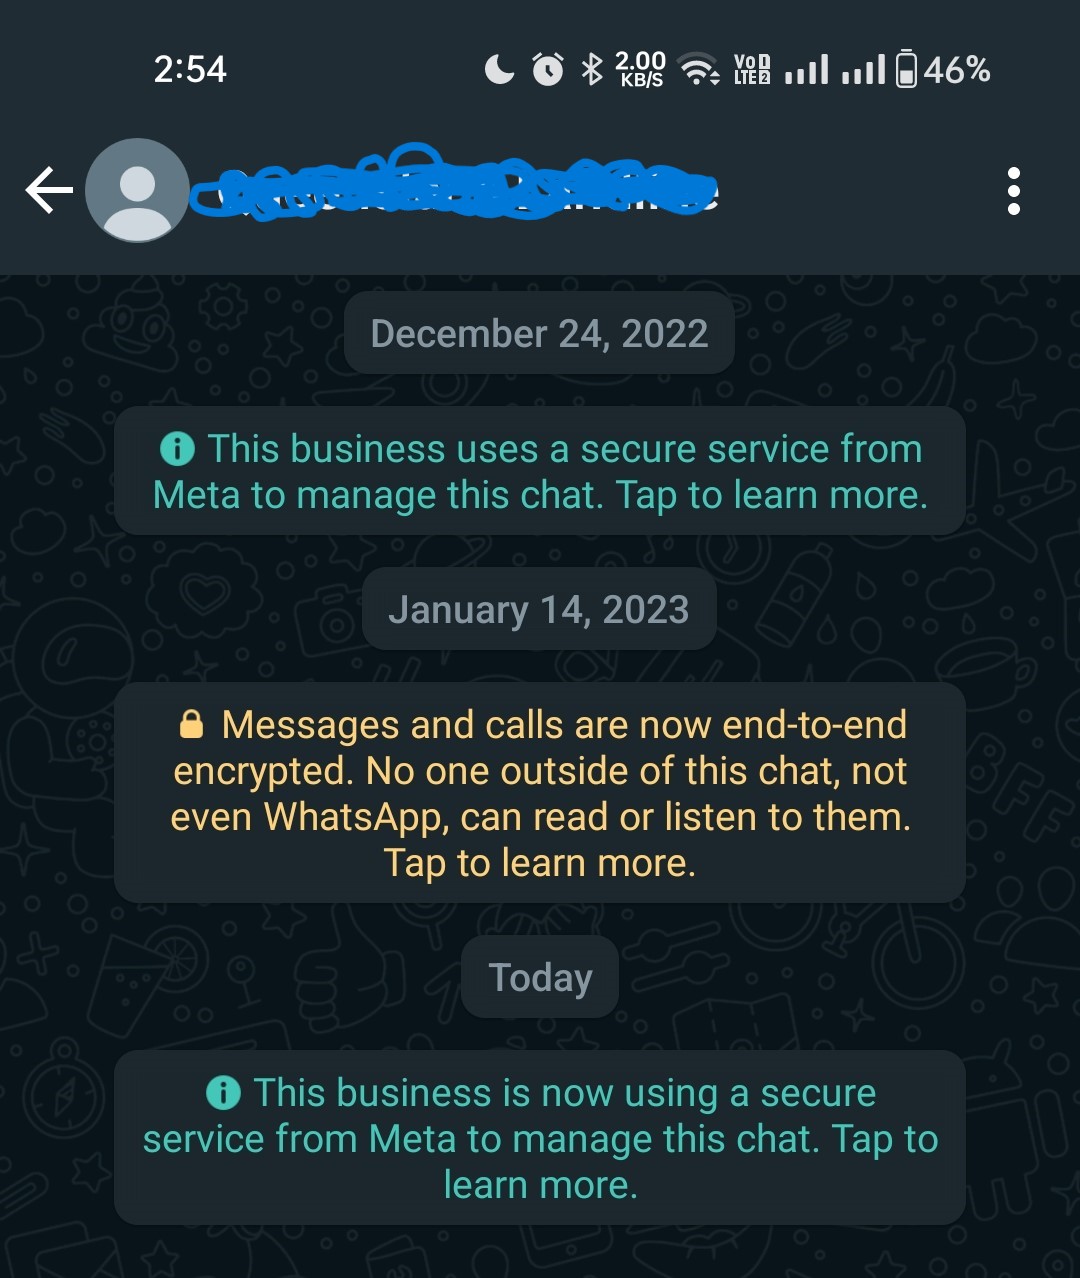 2:54 2.00 KB/S Vo 1 LTE 2 46%
December 24, 2022
This business uses a secure service from
Meta to manage this chat. Tap to learn more.
January 14, 2023
Messages and calls are now end-to-end
encrypted. No one outside of this chat, not
even WhatsApp, can read or listen to them.
Tap to learn more.
Today
This business is now using a secure
service from Meta to manage this chat. Tap to
learn more.